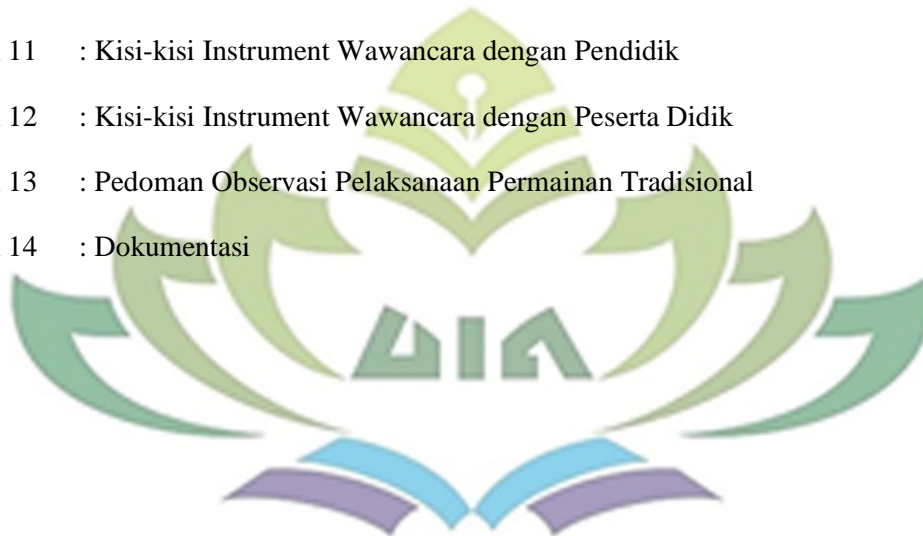 11 : Kisi-kisi Instrument Wawancara dengan Pendidik
12 : Kisi-kisi Instrument Wawancara dengan Peserta Didik
13 : Pedoman Observasi Pelaksanaan Permainan Tradisional
14 : Dokumentasi
UIN